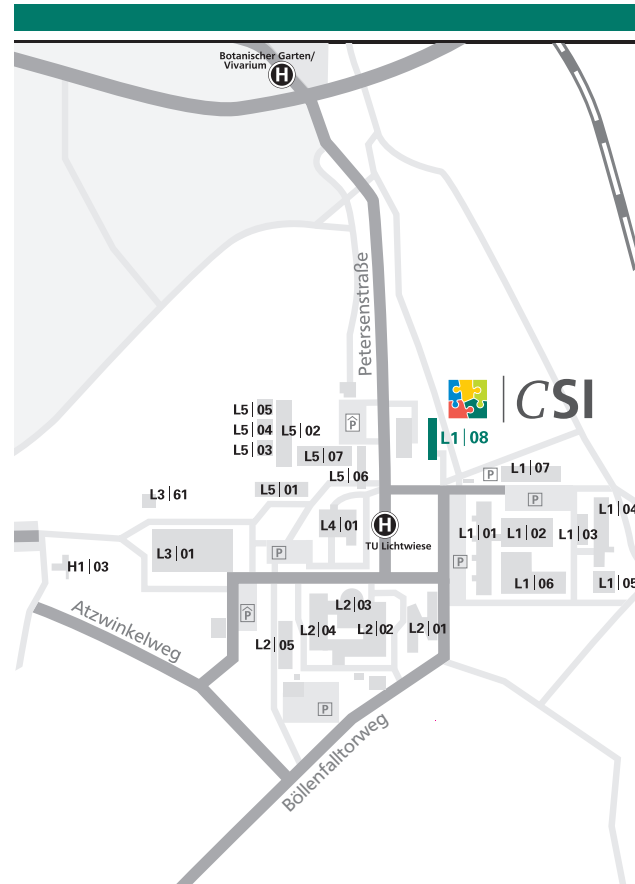 Botanischer Garten/
Vivarium
H
Petersenstraße
CSI
L5|05
L5|04
L5|02
L5|03
P
L1|08
L5|07
L5|06
P
L1|07
L3|61
L5|01
P
L1|04
L4|01
H
TU Lichtwiese
L1|01
L1|02
L1|03
L3|01
P
P
H1|03
L1|06
L1|05
Atzwinkelweg
P
L2|03
L2|04
L2|02
L2|01
L2|05
P
Böllenfalltorweg